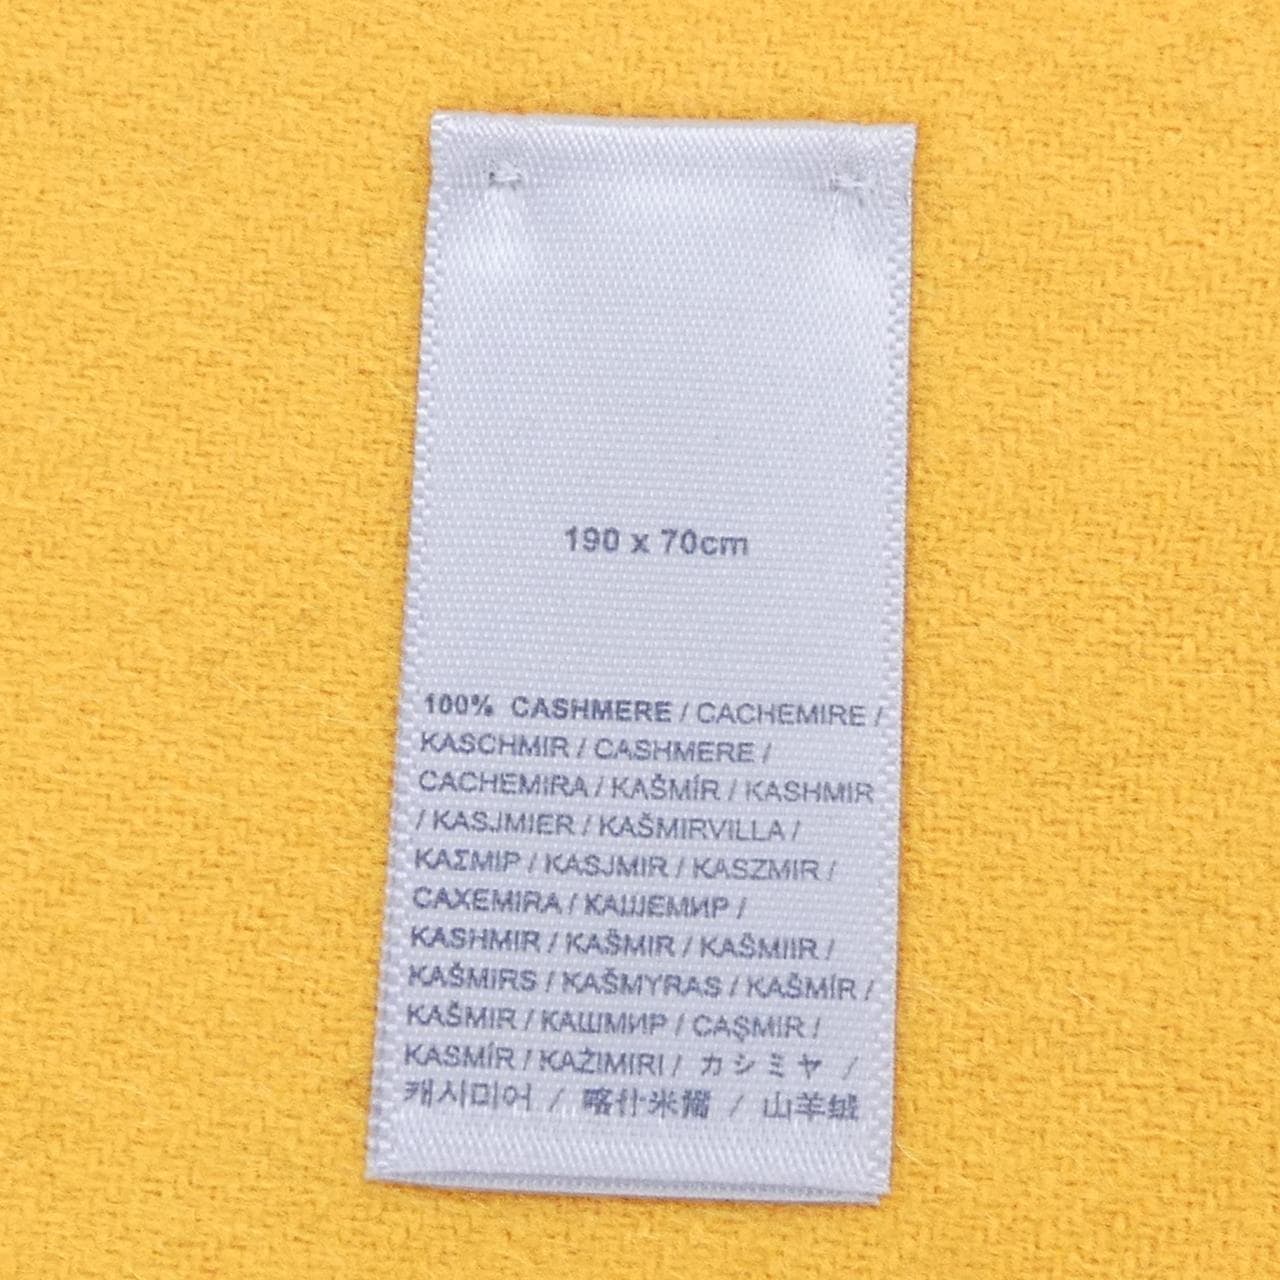 190 x 70cm
100% CASHMERE / CACHEMIRE /
KASCHMIR / CASHMERE /
CACHEMIRA / KAŠMÍR / KASHMIR
/ KASJMIER / KAŠMIRVILLA /
ΚΑΣΜΙΡ / KASJMIR / KASZMIR /
CAXEMIRA / КАШЕМИР /
KASHMIR / KAŠMIR / KAŠMIIR /
KAŠMIRS / KAŠMYRAS / KAŠMÍR /
KAŠMIR / КАШМИР / CAŞMIR /
KASMÍR / KAŻIMIRI / カシミヤ /
캐시미어 / 喀什米爾 / 山羊绒